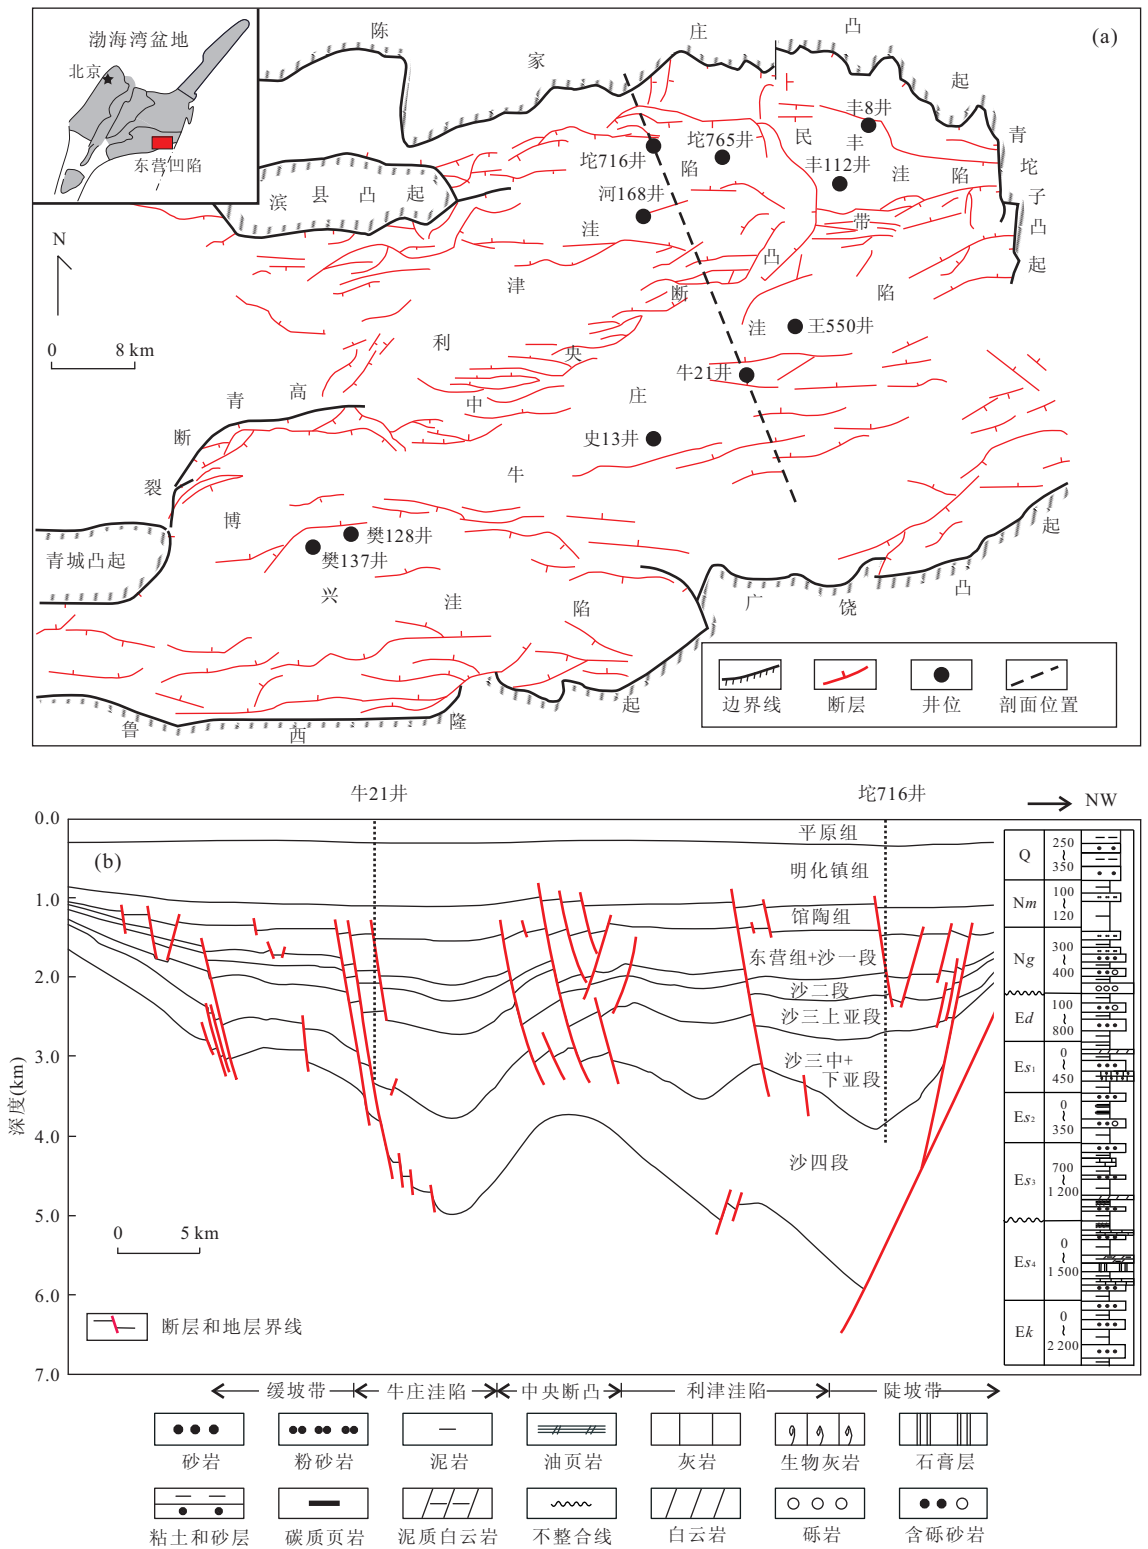 (a)
渤海湾盆地
北京
东营凹陷
陈家庄凸起
青坨子凸起
滨县凸起
丰8井
坨765井
坨716井
丰112井
河168井
民丰洼陷
利津洼陷
中央断凸带
王550井
牛21井
史13井
牛庄洼陷
青城凸起
高青断裂
樊128井
樊137井
博兴洼陷
广饶凸起
鲁西隆起
N
0 8 km
边界线 断层 井位 剖面位置
牛21井 坨716井 NW
(b)
深度(km)
0.0
1.0
2.0
3.0
4.0
5.0
6.0
7.0
平原组
明化镇组
馆陶组
东营组+沙一段
沙二段
沙三上亚段
沙三中+
下亚段
沙四段
0 5 km
断层和地层界线
Q 250~350
Nm 100~120
Ng 300~400
Ed 100~800
Es1 0~450
Es2 0~350
Es3 700~1 200
Es4 0~1 500
Ek 0~2 200
缓坡带 牛庄洼陷 中央断凸 利津洼陷 陡坡带
砂岩 粉砂岩 泥岩 油页岩 灰岩 生物灰岩 石膏层
粘土和砂层 碳质页岩 泥质白云岩 不整合线 白云岩 砾岩 含砾砂岩